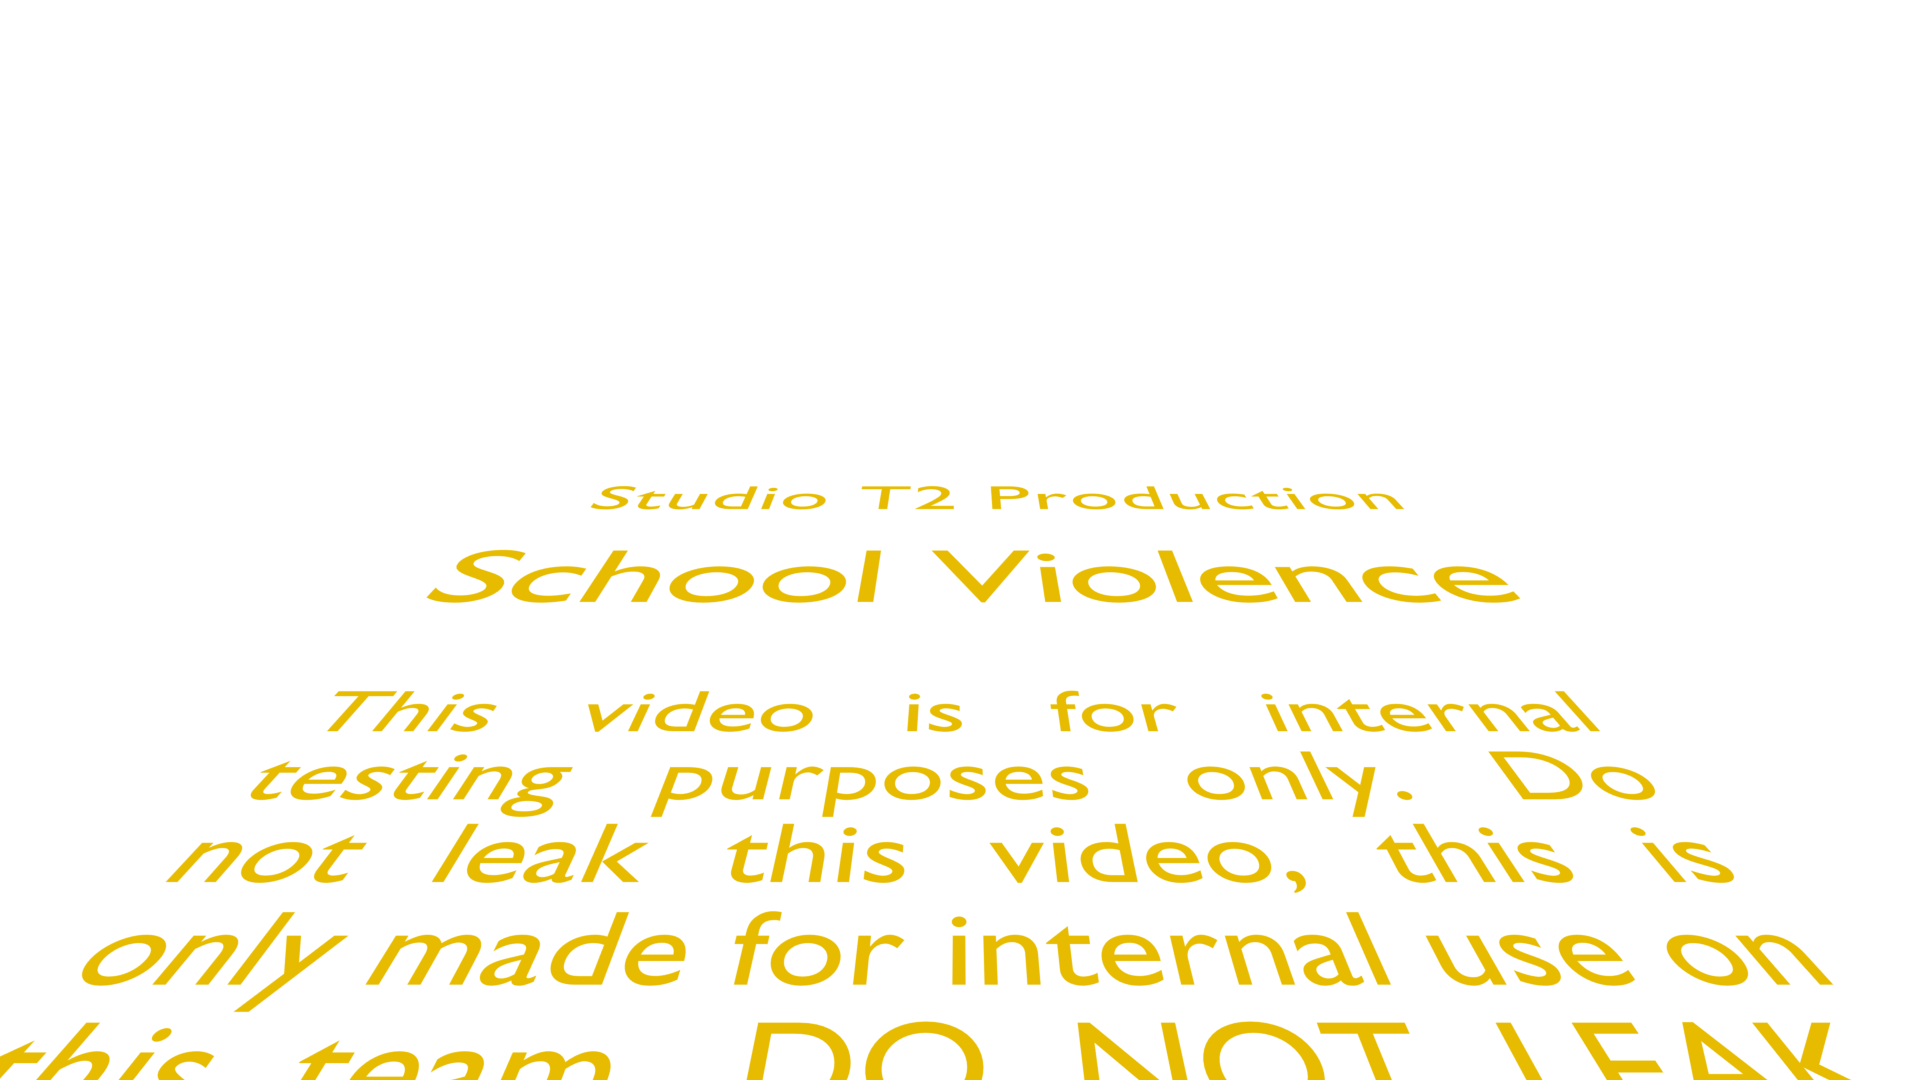 Studio T2 Production
School Violence
This video is for internal
testing purposes only. Do
not leak this video, this is
only made for internal use on
this team. DO NOT LEAK